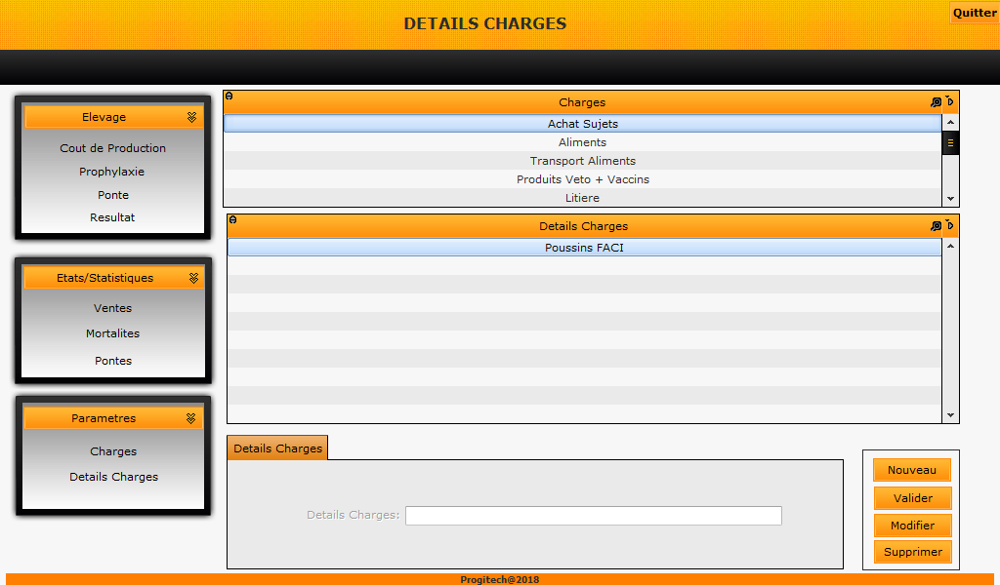 DETAILS CHARGES
Quitter
Elevage
Cout de Production
Prophylaxie
Ponte
Resultat
Etats/Statistiques
Ventes
Mortalites
Pontes
Parametres
Charges
Details Charges
Charges
Achat Sujets
Aliments
Transport Aliments
Produits Veto + Vaccins
Litiere
Details Charges
Poussins FACI
Details Charges
Details Charges:
Nouveau
Valider
Modifier
Supprimer
Progitech@2018